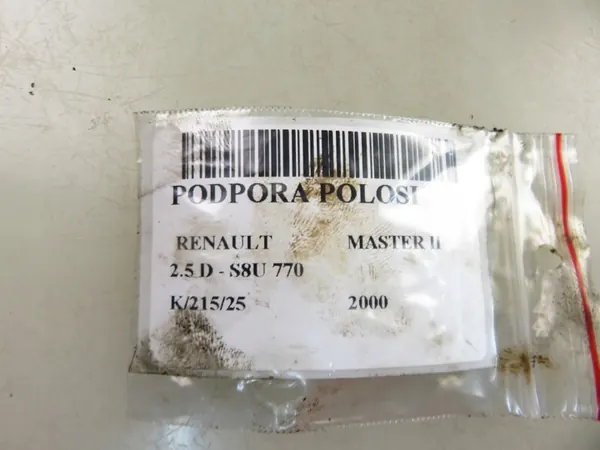 PODPORA POLOSI
RENAULT MASTER II
2.5 D - S8U 770
K/215/25 2000